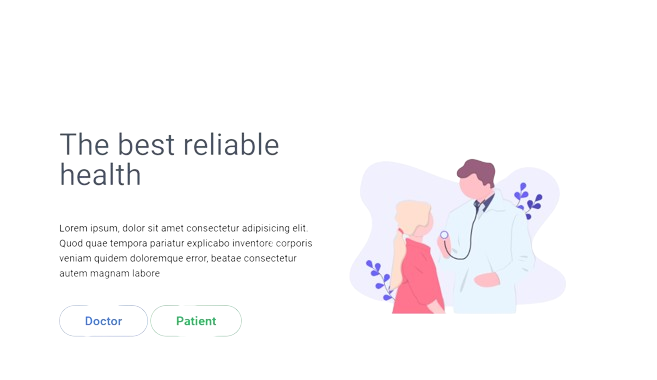 The best reliable
health
Lorem ipsum, dolor sit amet consectetur adipisicing elit.
Quod quae tempora pariatur explicabo inventore corporis
veniam quidem doloremque error, beatae consectetur
autem magnam labore
Doctor Patient